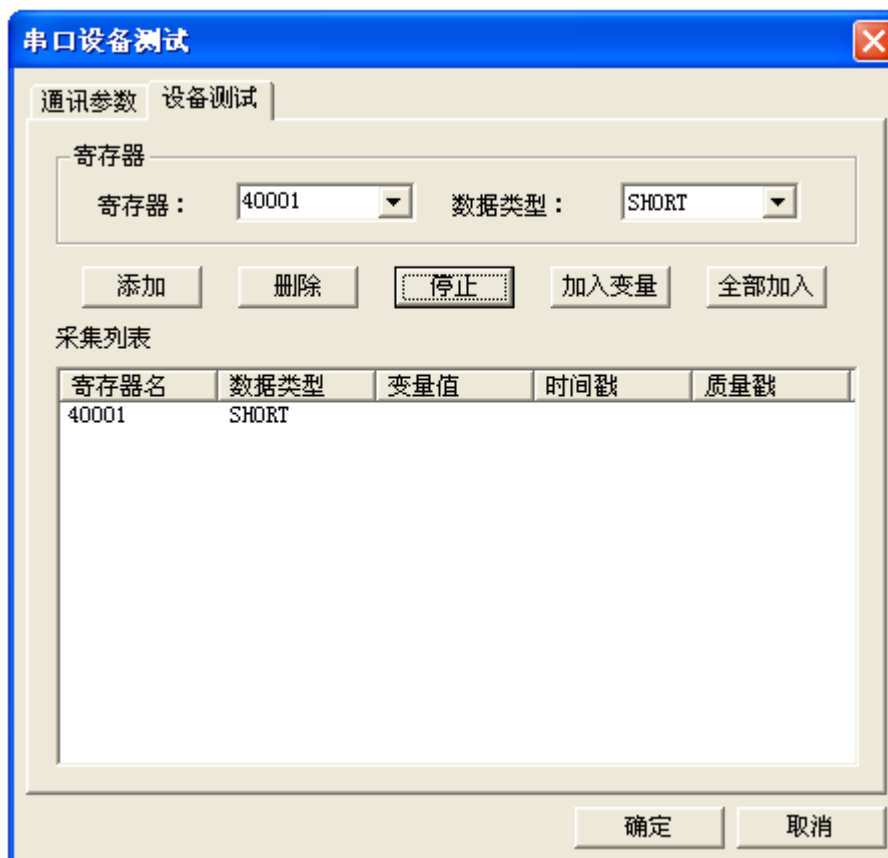 串口设备测试
通讯参数 设备测试
寄存器
寄存器： 40001 数据类型： SHORT
添加 删除 停止 加入变量 全部加入
采集列表
寄存器名 数据类型 变量值 时间戳 质量戳
40001 SHORT
确定 取消